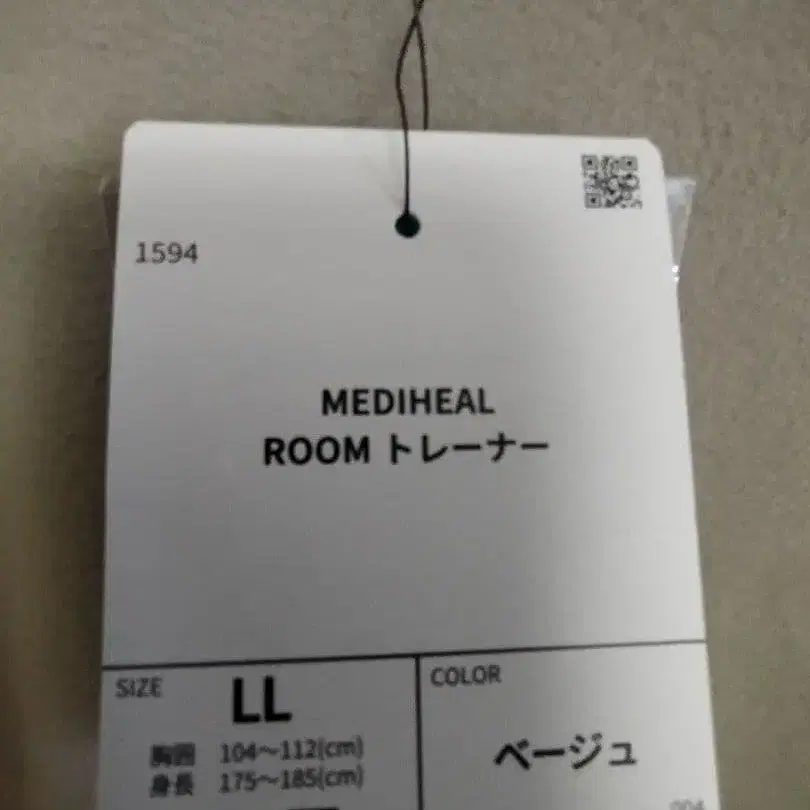 1594
MEDIHEAL
ROOM トレーナー
SIZE
LL
胸囲 104～112(cm)
身長 175～185(cm)
COLOR
ベージュ